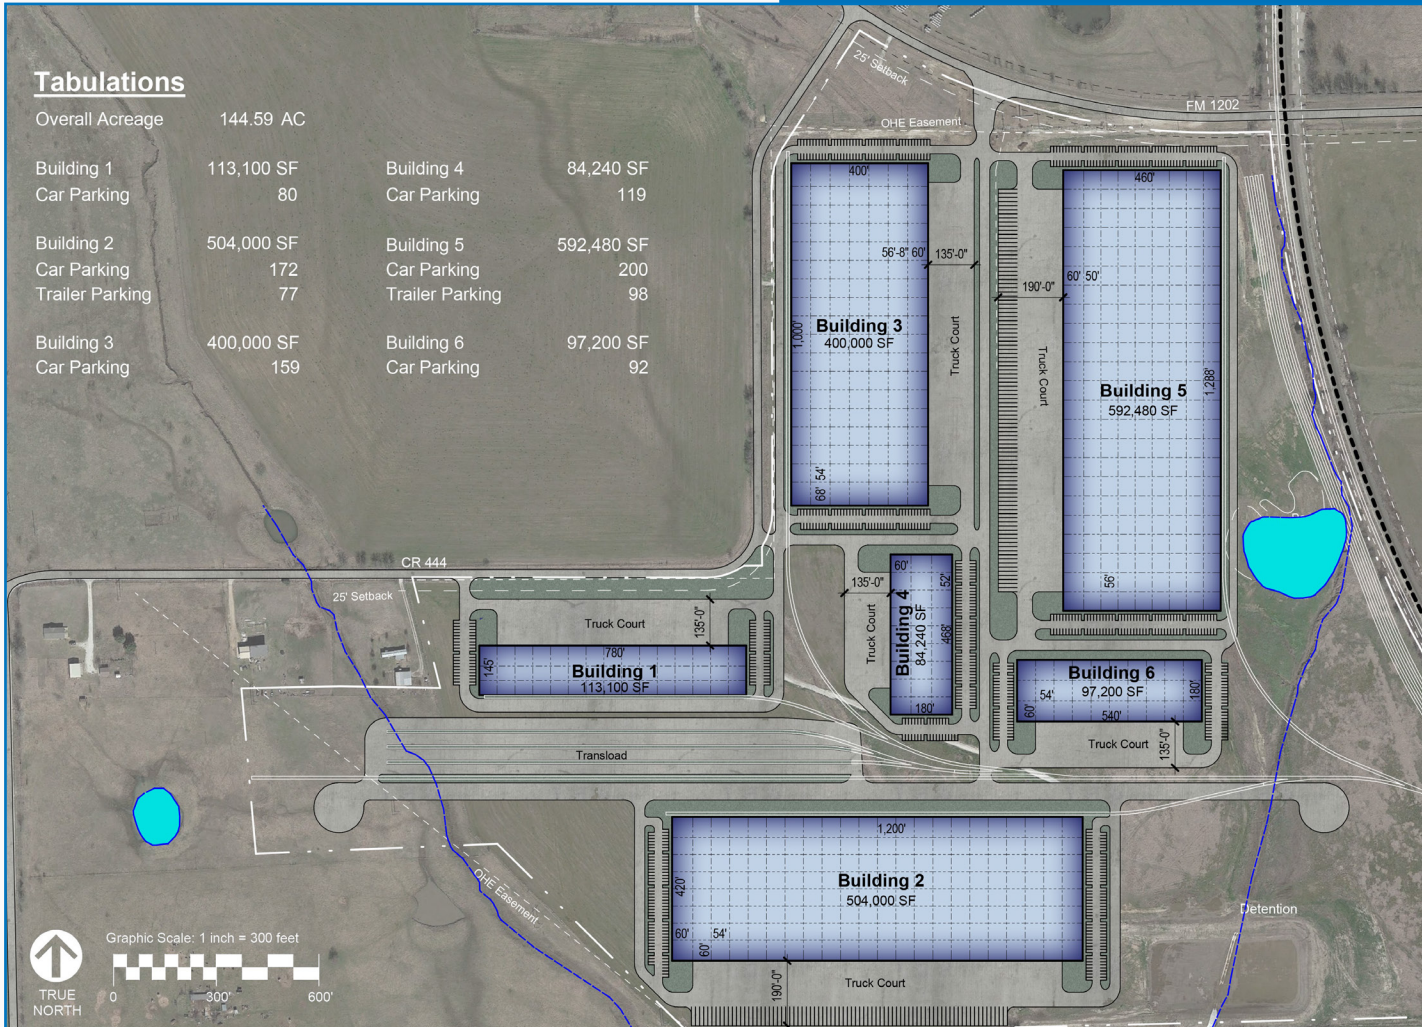 Tabulations
Overall Acreage 144.59 AC
Building 1 113,100 SF
Car Parking 80
Building 2 504,000 SF
Car Parking 172
Trailer Parking 77
Building 3 400,000 SF
Car Parking 159
Building 4 84,240 SF
Car Parking 119
Building 5 592,480 SF
Car Parking 200
Trailer Parking 98
Building 6 97,200 SF
Car Parking 92
25' Setback
FM 1202
OHE Easement
400'
56'-8" 60'
135'-0"
1,000'
Building 3
400,000 SF
68' 54'
Truck Court
460'
190'-0"
60' 50'
Truck Court
Building 5
592,480 SF
1,288'
56'
CR 444
25' Setback
Truck Court
135'-0"
780'
145'
Building 1
113,100 SF
60'
52'
135'-0"
Truck Court
Building 4
84,240 SF
468'
180'
Building 6
97,200 SF
54'
60'
180'
540'
Truck Court
135'-0"
Transload
1,200'
420'
Building 2
504,000 SF
60' 54'
60'
190'-0"
Truck Court
OHE Easement
Detention
TRUE
NORTH
Graphic Scale: 1 inch = 300 feet
0 300' 600'